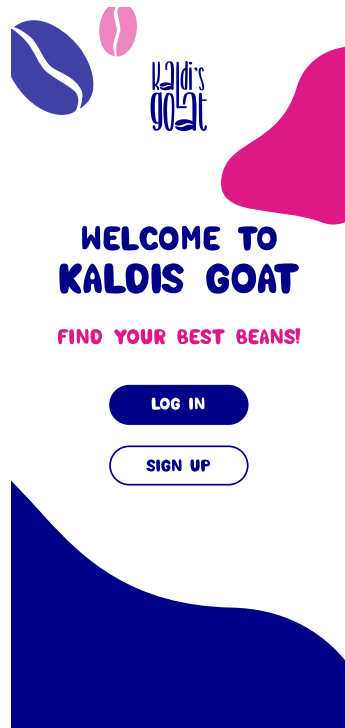 kaldi's
goat
WELCOME TO
KALDIS GOAT
FIND YOUR BEST BEANS!
LOG IN
SIGN UP